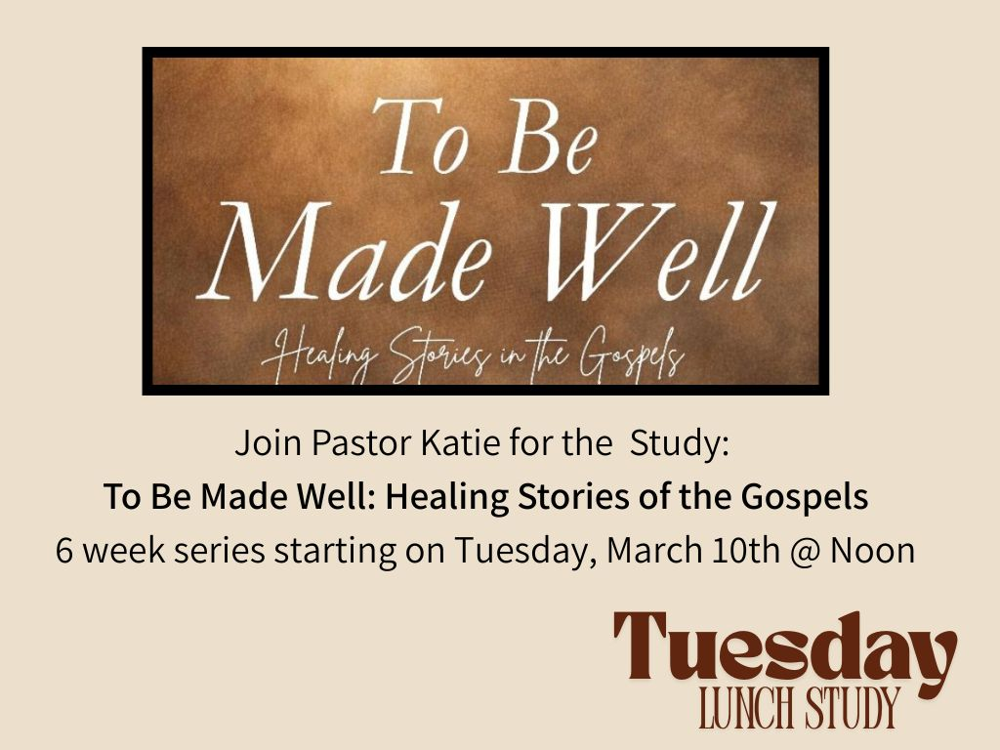 To Be
Made Well
Healing Stories in the Gospels
Join Pastor Katie for the  Study:
To Be Made Well: Healing Stories of the Gospels
6 week series starting on Tuesday, March 10th @ Noon
Tuesday
LUNCH STUDY